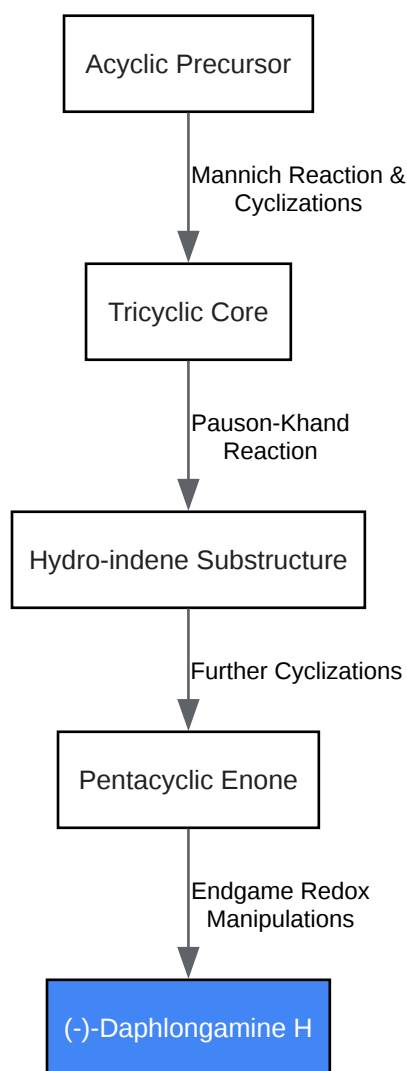 Acyclic Precursor
Mannich Reaction &
Cyclizations
Tricyclic Core
Pauson-Khand
Reaction
Hydro-indene Substructure
Further Cyclizations
Pentacyclic Enone
Endgame Redox
Manipulations
(-)-Daphlongamine H